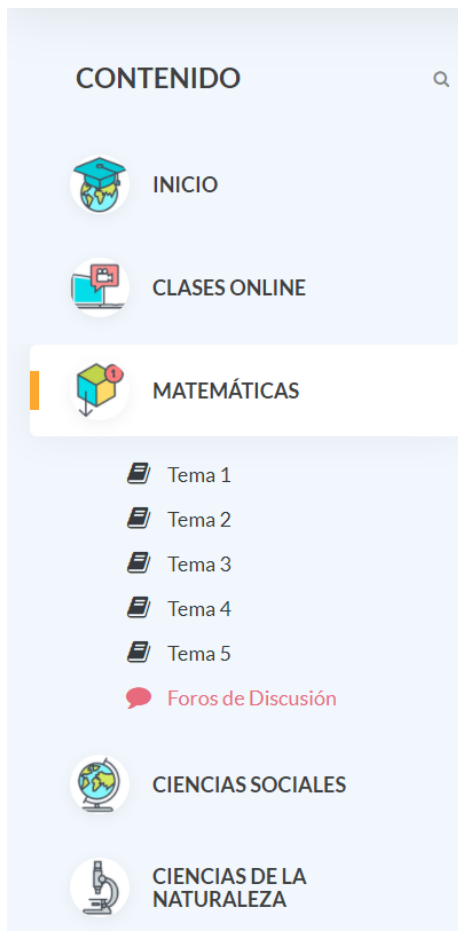 CONTENIDO
INICIO
CLASES ONLINE
1
MATEMÁTICAS
Tema 1
Tema 2
Tema 3
Tema 4
Tema 5
Foros de Discusión
CIENCIAS SOCIALES
CIENCIAS DE LA
NATURALEZA